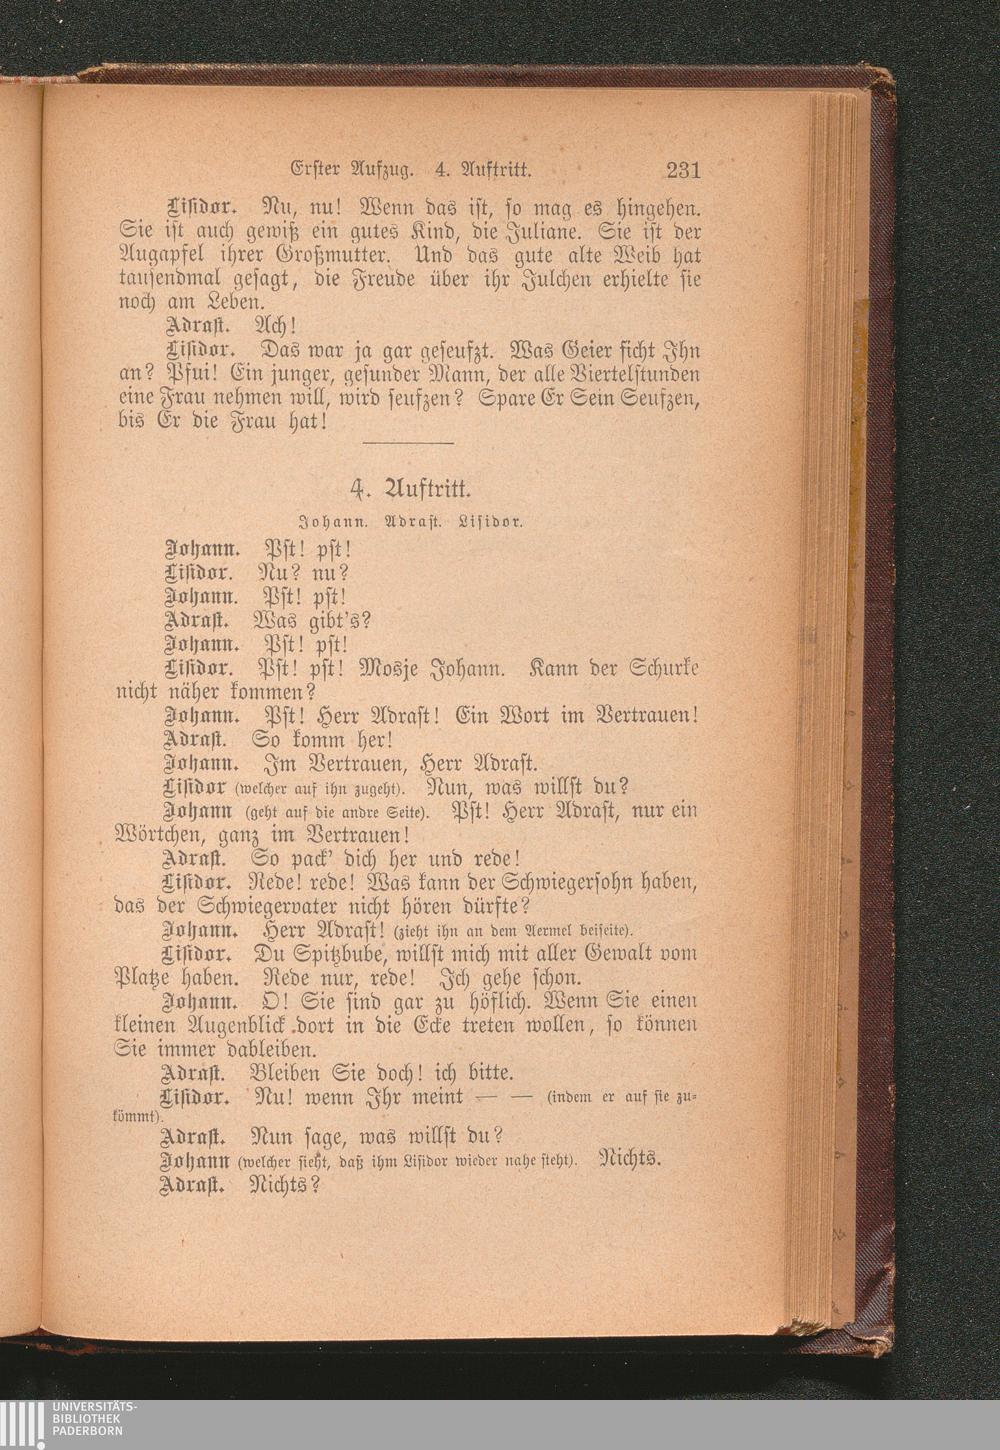 Erster Aufzug. 4. Auftritt. 231
Lisidor. Nu, nu! Wenn das ist, so mag es hingehen.
Sie ist auch gewiß ein gutes Kind, die Juliane. Sie ist der
Augapfel ihrer Großmutter. Und das gute alte Weib hat
tausendmal gesagt, die Freude über ihr Julchen erhielte sie
noch am Leben.
Adrast. Ach!
Lisidor. Das war ja gar geseufzt. Was Geier ficht Ihn
an? Pfui! Ein junger, gesunder Mann, der alle Viertelstunden
eine Frau nehmen will, wird seufzen? Spare Er Sein Seufzen,
bis Er die Frau hat!
4. Auftritt.
Johann. Adrast. Lisidor.
Johann. Pst! pst!
Lisidor. Nu? nu?
Johann. Pst! pst!
Adrast. Was gibt's?
Johann. Pst! pst!
Lisidor. Pst! pst! Mosje Johann. Kann der Schurke
nicht näher kommen?
Johann. Pst! Herr Adrast! Ein Wort im Vertrauen!
Adrast. So komm her!
Johann. Im Vertrauen, Herr Adrast.
Lisidor (welcher auf ihn zugeht). Nun, was willst du?
Johann (geht auf die andre Seite). Pst! Herr Adrast, nur ein
Wörtchen, ganz im Vertrauen!
Adrast. So pack' dich her und rede!
Lisidor. Rede! rede! Was kann der Schwiegersohn haben,
das der Schwiegervater nicht hören dürfte?
Johann. Herr Adrast! (zieht ihn an dem Aermel beiseite).
Lisidor. Du Spitzbube, willst mich mit aller Gewalt vom
Platze haben. Rede nur, rede! Ich gehe schon.
Johann. O! Sie sind gar zu höflich. Wenn Sie einen
kleinen Augenblick dort in die Ecke treten wollen, so können
Sie immer dableiben.
Adrast. Bleiben Sie doch! ich bitte.
Lisidor. Nu! wenn Ihr meint — — (indem er auf sie zu-
kömmt).
Adrast. Nun sage, was willst du?
Johann (welcher sieht, daß ihm Lisidor wieder nahe steht). Nichts.
Adrast. Nichts?
UNIVERSITÄTS-
BIBLIOTHEK
PADERBORN